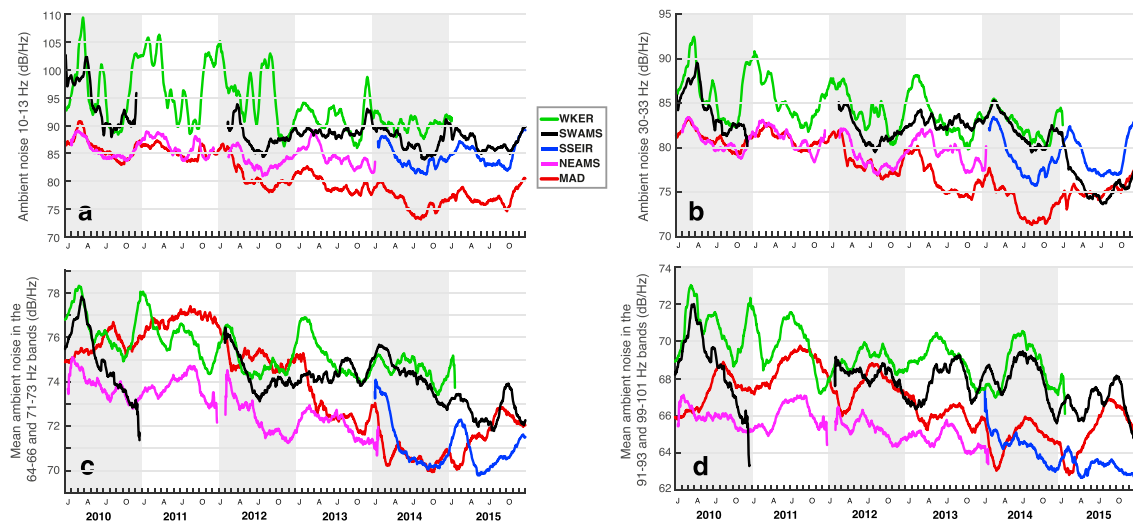 Ambient noise 10-13 Hz (dB/Hz)
110
105
100
95
90
85
80
75
70
a
J A J O J A J O J A J O J A J O J A J O J A J O
WKER
SWAMS
SSEIR
NEAMS
MAD
Ambient noise 30-33 Hz (dB/Hz)
95
90
85
80
75
70
b
J A J O J A J O J A J O J A J O J A J O J A J O
Mean ambient noise in the
64-66 and 71-73 Hz bands (dB/Hz)
78
76
74
72
70
c
J A J O J A J O J A J O J A J O J A J O J A J O
2010 2011 2012 2013 2014 2015
Mean ambient noise in the
91-93 and 99-101 Hz bands (dB/Hz)
74
72
70
68
66
64
62
d
J A J O J A J O J A J O J A J O J A J O J A J O
2010 2011 2012 2013 2014 2015